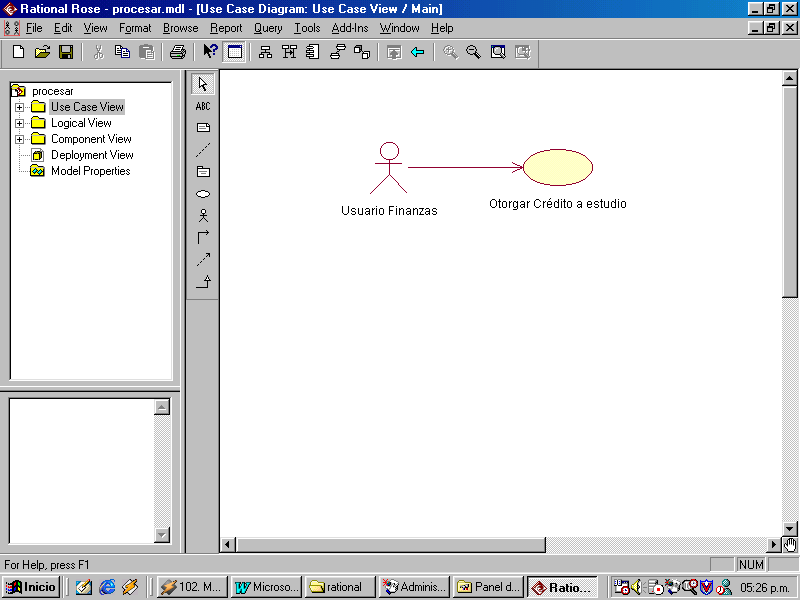 Rational Rose - procesar.mdl - [Use Case Diagram: Use Case View / Main]
File Edit View Format Browse Report Query Tools Add-Ins Window Help
procesar
Use Case View
Logical View
Component View
Deployment View
Model Properties
ABC
Usuario Finanzas
Otorgar Crédito a estudio
For Help, press F1
NUM
Inicio
102. M...
Microso...
rational
Adminis...
Panel d...
Ratio...
05:26 p.m.